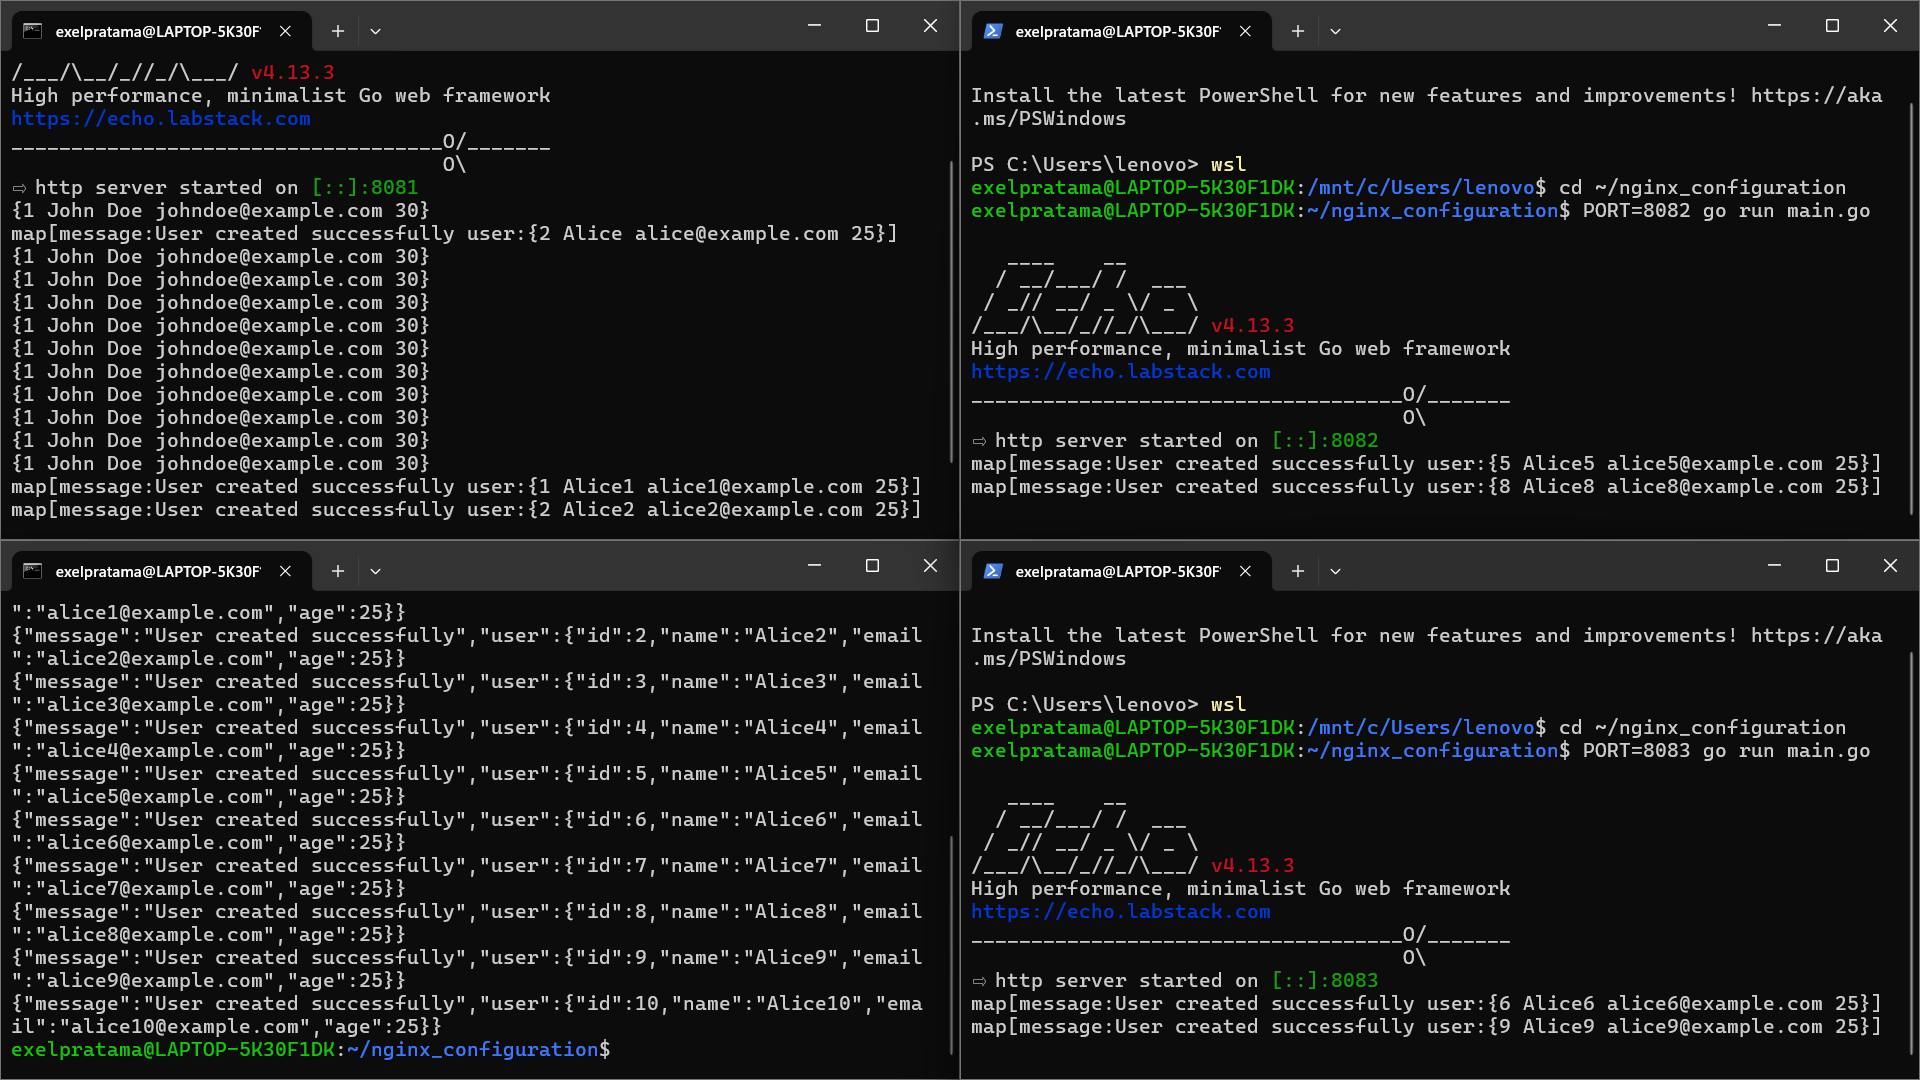 exelpratama@LAPTOP-5K30F
/___/\__/_//_/\___/ v4.13.3
High performance, minimalist Go web framework
https://echo.labstack.com
____________________________________O/_______
                                    O\
⇨ http server started on [::]:8081
{1 John Doe johndoe@example.com 30}
map[message:User created successfully user:{2 Alice alice@example.com 25}]
{1 John Doe johndoe@example.com 30}
{1 John Doe johndoe@example.com 30}
{1 John Doe johndoe@example.com 30}
{1 John Doe johndoe@example.com 30}
{1 John Doe johndoe@example.com 30}
{1 John Doe johndoe@example.com 30}
{1 John Doe johndoe@example.com 30}
{1 John Doe johndoe@example.com 30}
{1 John Doe johndoe@example.com 30}
{1 John Doe johndoe@example.com 30}
map[message:User created successfully user:{1 Alice1 alice1@example.com 25}]
map[message:User created successfully user:{2 Alice2 alice2@example.com 25}]
exelpratama@LAPTOP-5K30F
Install the latest PowerShell for new features and improvements! https://aka
.ms/PSWindows
PS C:\Users\lenovo> wsl
exelpratama@LAPTOP-5K30F1DK:/mnt/c/Users/lenovo$ cd ~/nginx_configuration
exelpratama@LAPTOP-5K30F1DK:~/nginx_configuration$ PORT=8082 go run main.go
   ____    __
  / __/___/ /  ___
 / _// __/ _ \/ _ \
/___/\__/_//_/\___/ v4.13.3
High performance, minimalist Go web framework
https://echo.labstack.com
____________________________________O/_______
                                    O\
⇨ http server started on [::]:8082
map[message:User created successfully user:{5 Alice5 alice5@example.com 25}]
map[message:User created successfully user:{8 Alice8 alice8@example.com 25}]
exelpratama@LAPTOP-5K30F
":"alice1@example.com","age":25}}
{"message":"User created successfully","user":{"id":2,"name":"Alice2","email
":"alice2@example.com","age":25}}
{"message":"User created successfully","user":{"id":3,"name":"Alice3","email
":"alice3@example.com","age":25}}
{"message":"User created successfully","user":{"id":4,"name":"Alice4","email
":"alice4@example.com","age":25}}
{"message":"User created successfully","user":{"id":5,"name":"Alice5","email
":"alice5@example.com","age":25}}
{"message":"User created successfully","user":{"id":6,"name":"Alice6","email
":"alice6@example.com","age":25}}
{"message":"User created successfully","user":{"id":7,"name":"Alice7","email
":"alice7@example.com","age":25}}
{"message":"User created successfully","user":{"id":8,"name":"Alice8","email
":"alice8@example.com","age":25}}
{"message":"User created successfully","user":{"id":9,"name":"Alice9","email
":"alice9@example.com","age":25}}
{"message":"User created successfully","user":{"id":10,"name":"Alice10","ema
il":"alice10@example.com","age":25}}
exelpratama@LAPTOP-5K30F1DK:~/nginx_configuration$
exelpratama@LAPTOP-5K30F
Install the latest PowerShell for new features and improvements! https://aka
.ms/PSWindows
PS C:\Users\lenovo> wsl
exelpratama@LAPTOP-5K30F1DK:/mnt/c/Users/lenovo$ cd ~/nginx_configuration
exelpratama@LAPTOP-5K30F1DK:~/nginx_configuration$ PORT=8083 go run main.go
   ____    __
  / __/___/ /  ___
 / _// __/ _ \/ _ \
/___/\__/_//_/\___/ v4.13.3
High performance, minimalist Go web framework
https://echo.labstack.com
____________________________________O/_______
                                    O\
⇨ http server started on [::]:8083
map[message:User created successfully user:{6 Alice6 alice6@example.com 25}]
map[message:User created successfully user:{9 Alice9 alice9@example.com 25}]